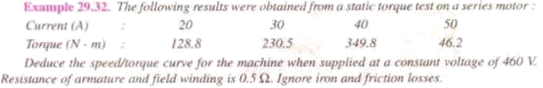 Example 29.32. The following results were obtained from a static torque test on a series motor :
Current (A) : 20 30 40 50
Torque (N - m) : 128.8 230.5 349.8 46.2
Deduce the speed/torque curve for the machine when supplied at a constant voltage of 460 V.
Resistance of armature and field winding is 0.5 Ω. Ignore iron and friction losses.